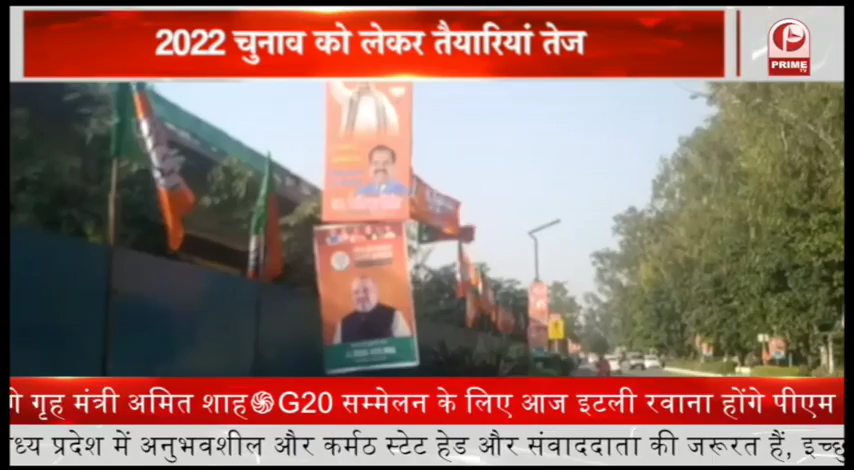 2022 चुनाव को लेकर तैयारियां तेज
PRIME
TV
गे गृह मंत्री अमित शाह G20 सम्मेलन के लिए आज इटली रवाना होंगे पीएम
ध्य प्रदेश में अनुभवशील और कर्मठ स्टेट हेड और संवाददाता की जरूरत हैं, इच्छु